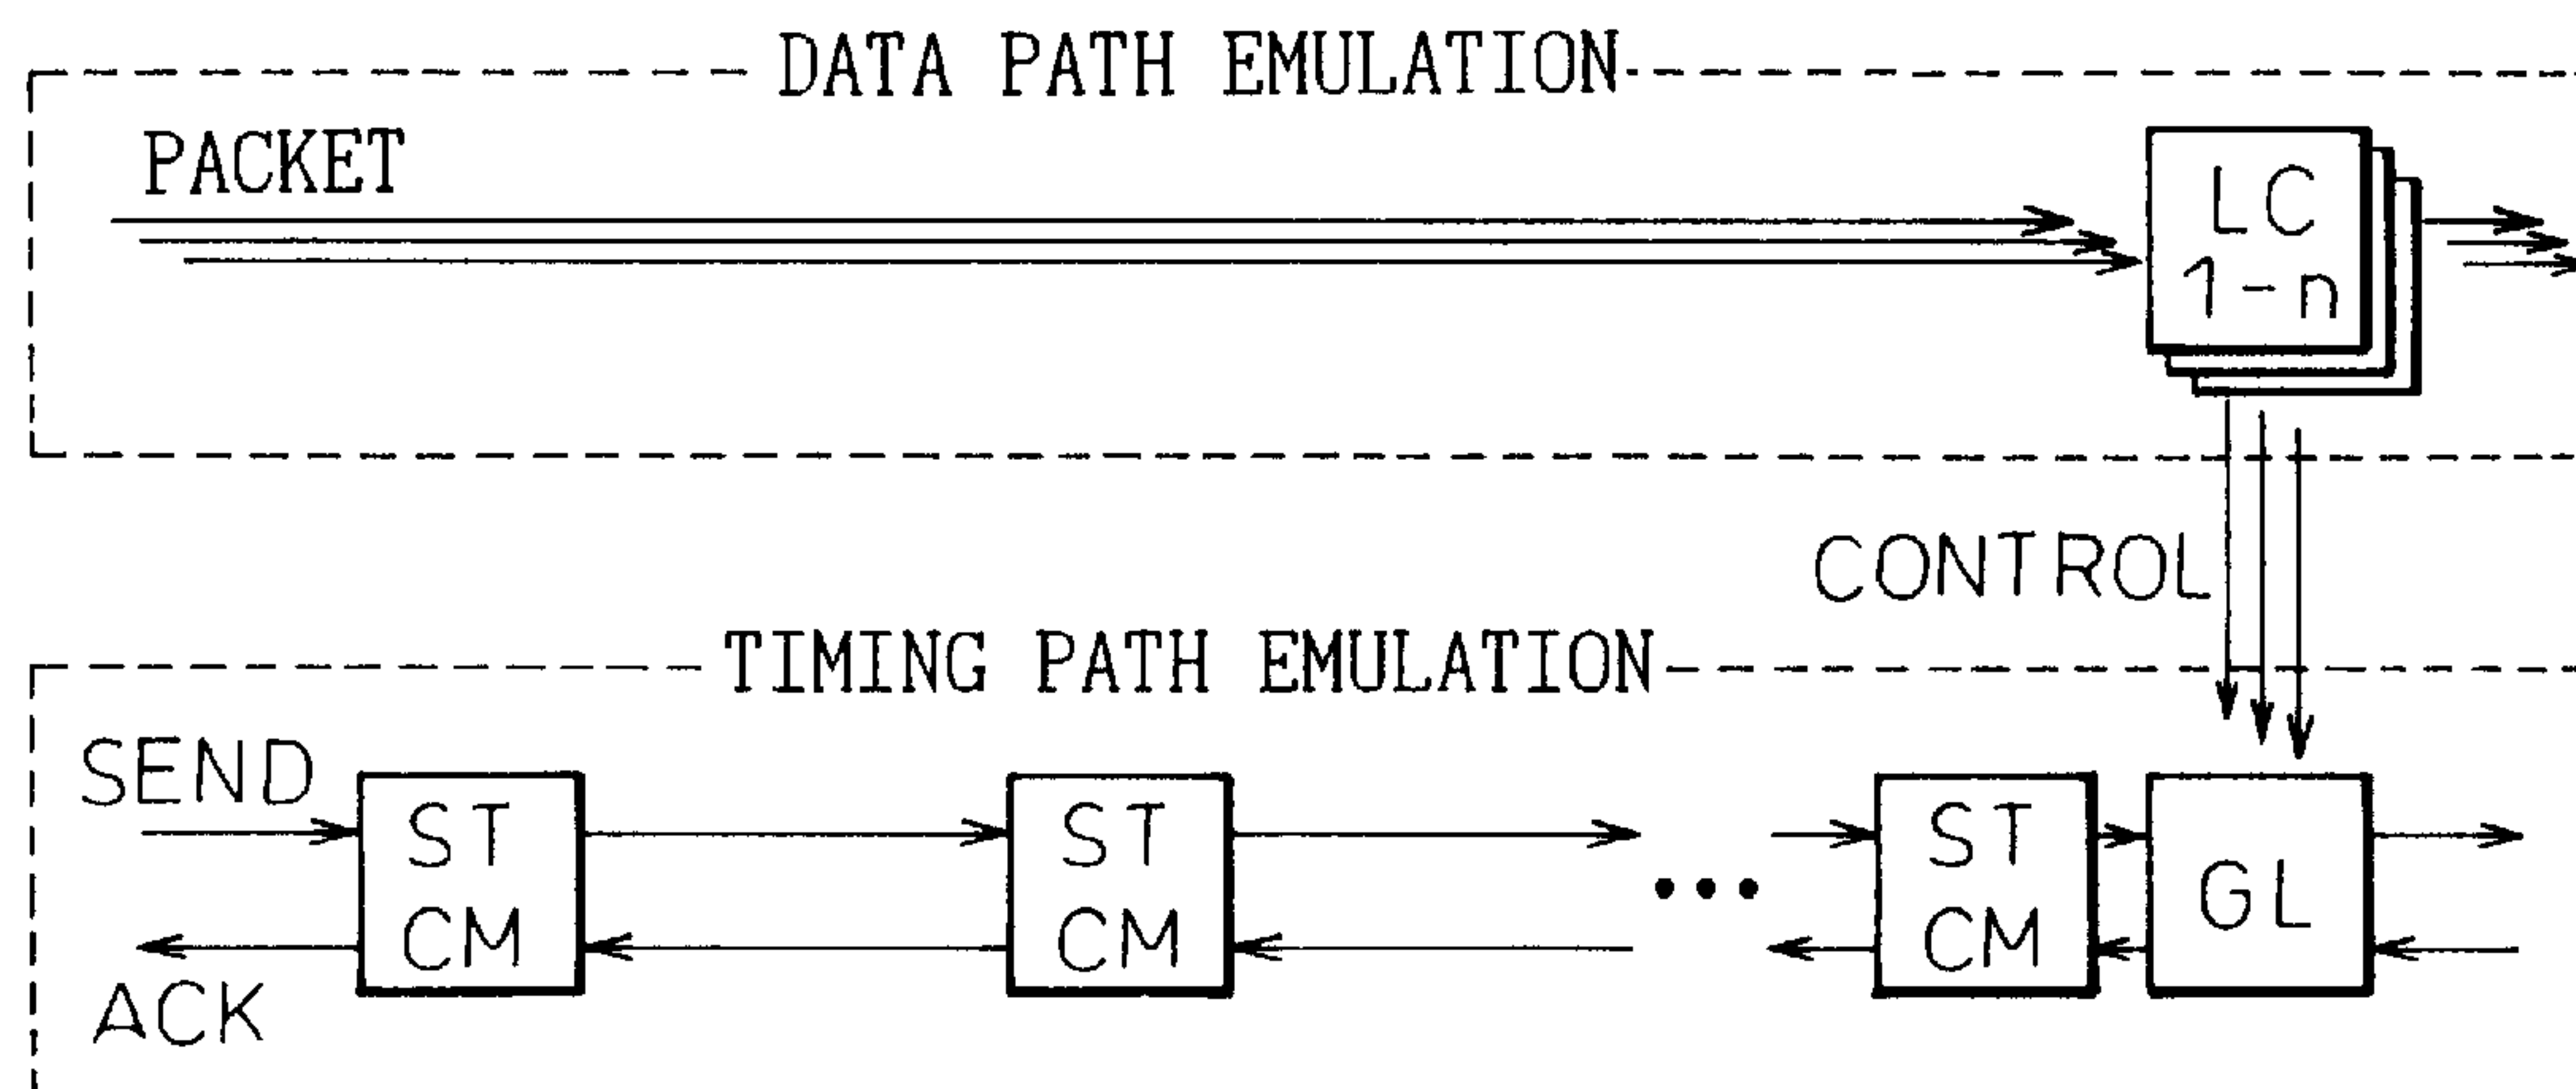 DATA PATH EMULATION
PACKET
LC
1-n
CONTROL
TIMING PATH EMULATION
SEND
ACK
ST
CM
ST
CM
...
ST
CM
GL